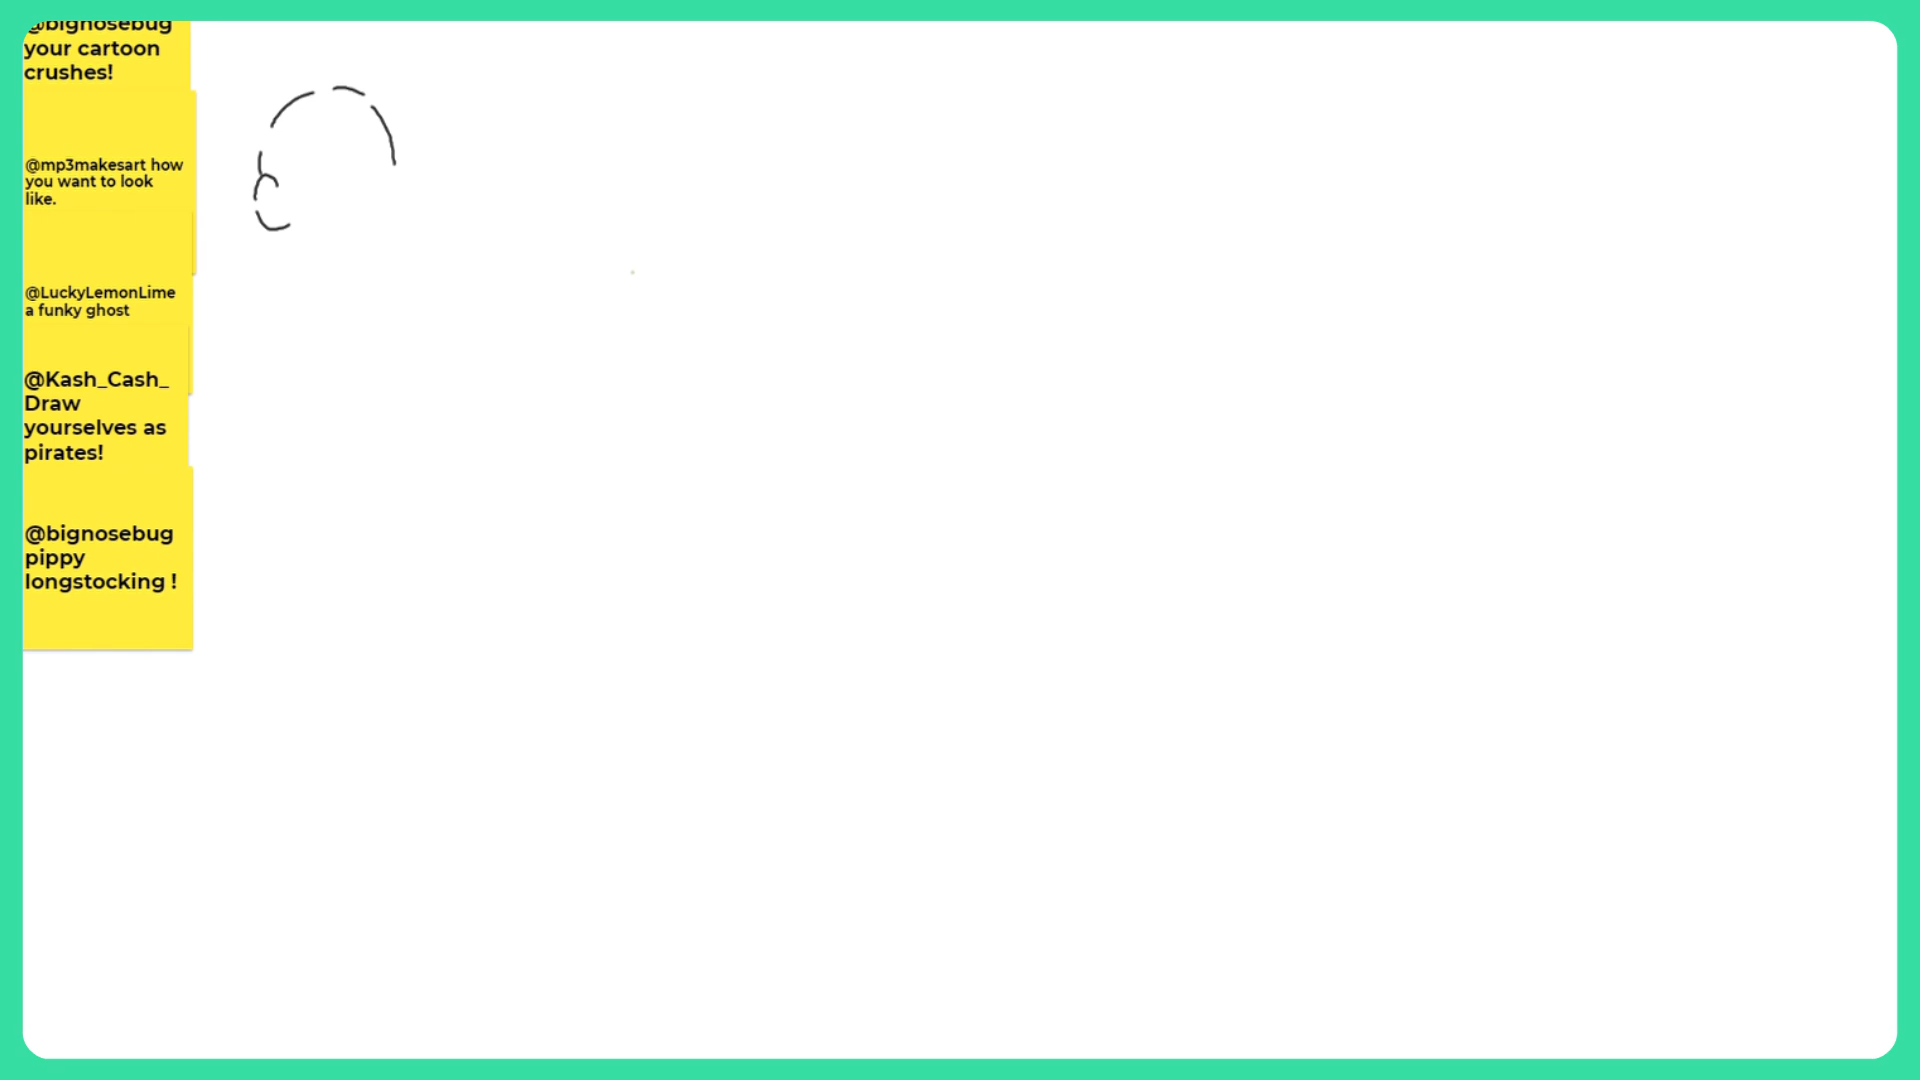 @bignosebug
your cartoon
crushes!
@mp3makesart how
you want to look
like.
@LuckyLemonLime
a funky ghost
@Kash_Cash_
Draw
yourselves as
pirates!
@bignosebug
pippy
longstocking !